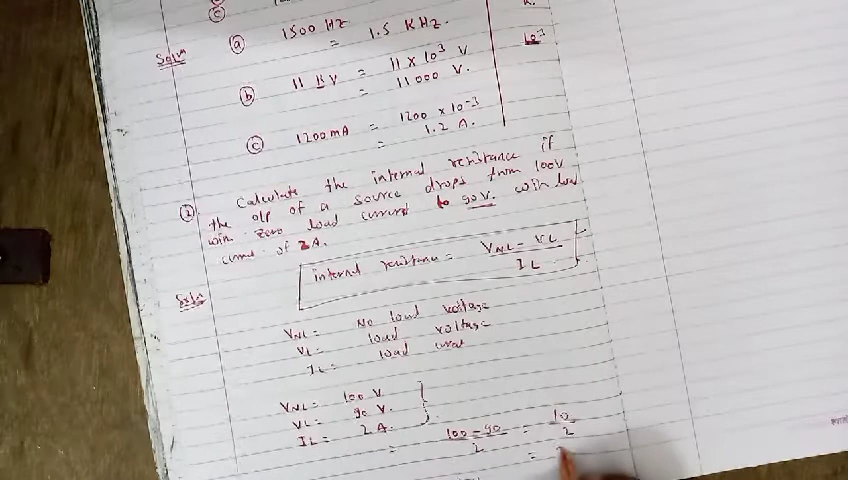 Soln
(a) 1500 Hz
= 1.5 KHz.
(b) 11 KV = 11 × 10³ V
= 11000 V.
(c) 1200 mA = 1200 × 10⁻³
= 1.2 A.
10⁻³
(2) Calculate the internal resistance if
the o/p of a source drops from 100V
with zero load current to 90V. with load
current of 2A.
Soln
internal resistance = VNL - VL / IL
VNL = No load voltage
VL = load voltage
IL = load
VNL = 100 V
VL = 90 V.
IL = 2 A.
= 100 - 90 / 2 = 10 / 2
=